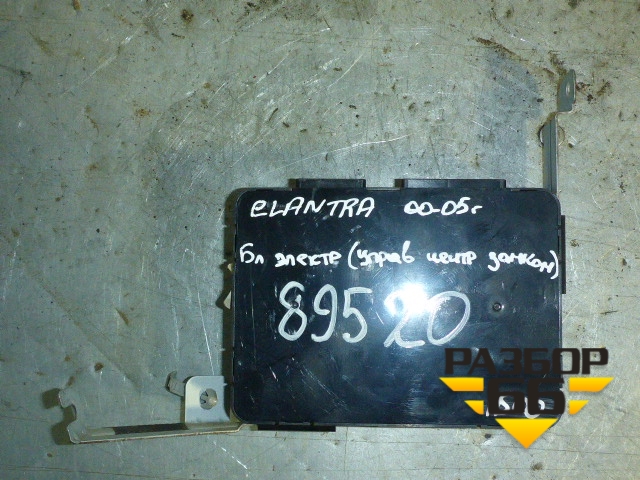 ELANTRA 00-05г
Бл электр (управ центр замком)
89520
РАЗБОР
66